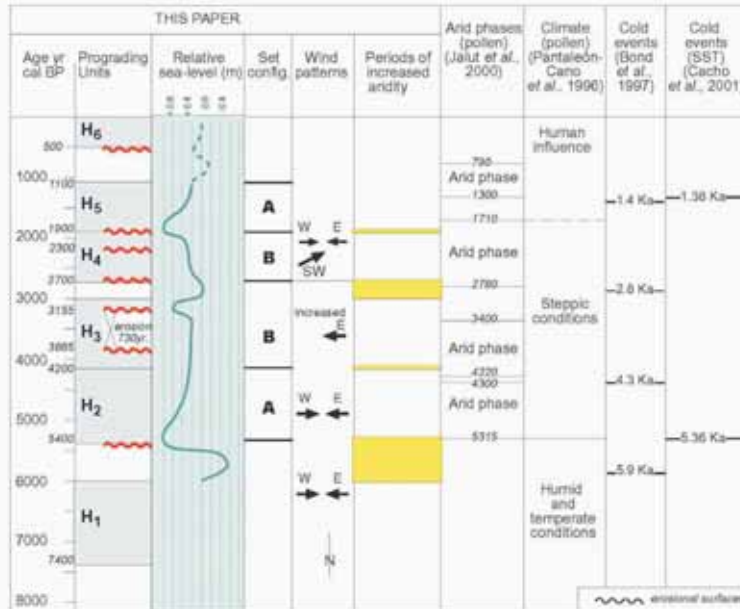 THIS PAPER
Age yr
cal BP
Prograding
Units
Relative
sea-level (m)
Set
config.
Wind
patterns
Periods of
increased
aridity
Arid phases
(pollen)
(Jalut et al.,
2000)
Climate
(pollen)
(Pantaleón-
Cano
et al., 1996)
Cold
events
(Bond
et al.,
1997)
Cold
events
(SST)
(Cacho
et al., 2001)
H6
500
Human
influence
790
1000
1100
Arid phase
1300
1.4 Ka
1.36 Ka
H5
A
1710
1900
2000
W E
2300
H4
B
Arid phase
SW
2700
2780
2.8 Ka
3000
Steppic
conditions
3155
Increased
E
3400
H3
erosion
730yr.
B
3885
Arid phase
4000
4200
4220
4300
4.3 Ka
H2
A
W E
Arid phase
5000
5400
5315
5.36 Ka
5.9 Ka
6000
W E
H1
Humid
and
temperate
conditions
7000
N
7400
8000
erosional surfaces